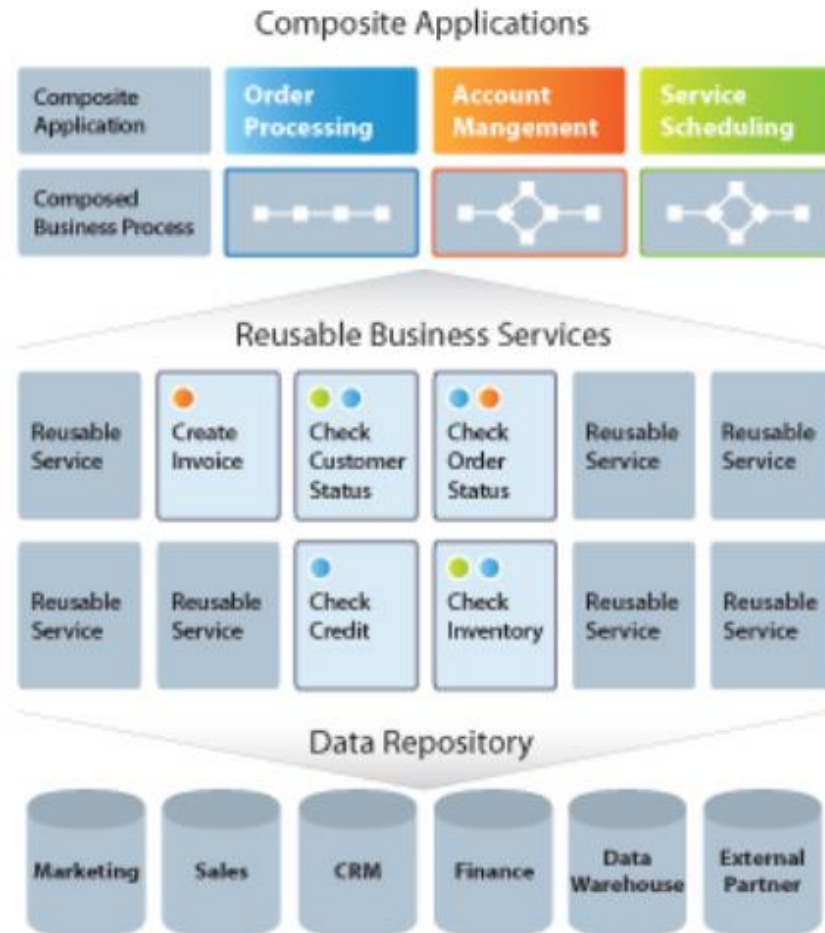 Composite Applications
Composite
Application
Order
Processing
Account
Mangement
Service
Scheduling
Composed
Business Process
Reusable Business Services
Reusable
Service
Create
Invoice
Check
Customer
Status
Check
Order
Status
Reusable
Service
Reusable
Service
Reusable
Service
Reusable
Service
Check
Credit
Check
Inventory
Reusable
Service
Reusable
Service
Data Repository
Marketing
Sales
CRM
Finance
Data
Warehouse
External
Partner